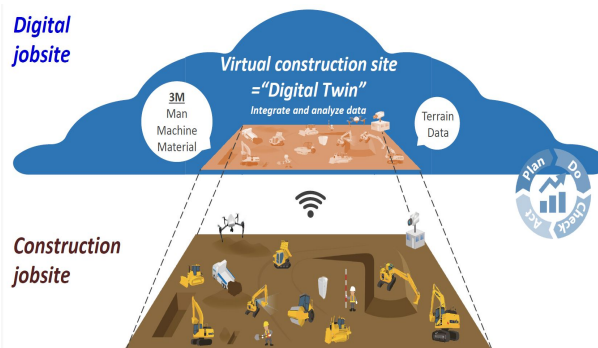 Digital
jobsite
Virtual construction site
=“Digital Twin”
Integrate and analyze data
3M
Man
Machine
Material
Terrain
Data
Plan
Do
Check
Act
Construction
jobsite